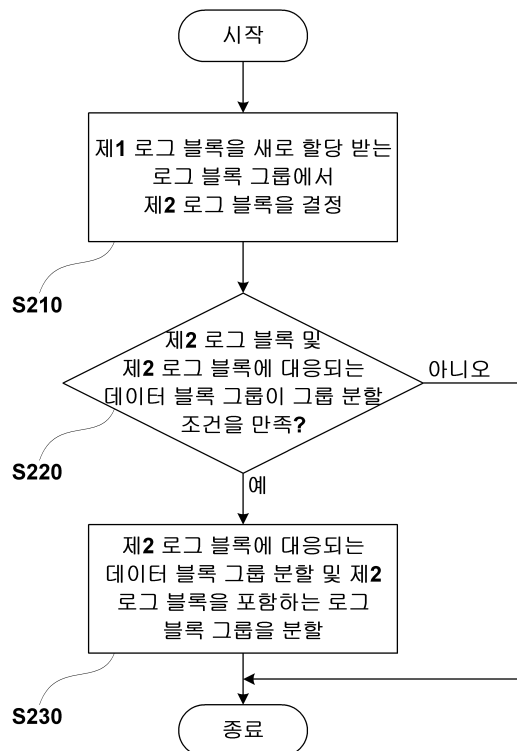 시작
제1 로그 블록을 새로 할당 받는
로그 블록 그룹에서
제2 로그 블록을 결정
S210
제2 로그 블록 및
제2 로그 블록에 대응되는
데이터 블록 그룹이 그룹 분할
조건을 만족?
아니오
S220
예
제2 로그 블록에 대응되는
데이터 블록 그룹 분할 및 제2
로그 블록을 포함하는 로그
블록 그룹을 분할
S230
종료